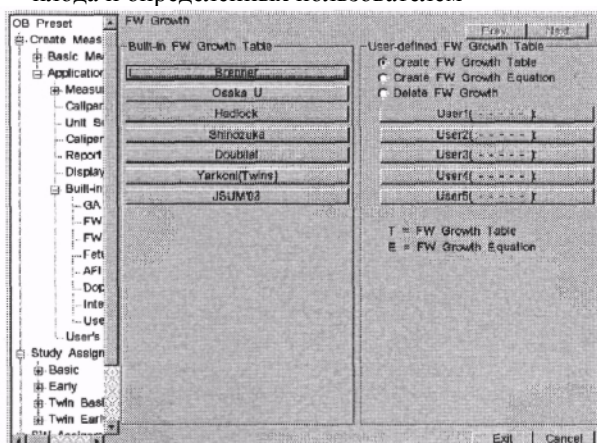 плода и определенных пользователем
OB Preset
Create Meas
Basic Me
Application
Measu
Caliper
Unit S
Caliper
Report
Display
Built-in
GA
FW
FW
Fet
AFI
Dop
Inte
Use
User's
Study Assign
Basic
Early
Twin Basi
Twin Earl
FW Growth
Prev
Next
Built-in FW Growth Table
Brenner
Osaka U
Hadlock
Shinozuka
Doubilet
Yarkoni(Twins)
JSUM'03
User-defined FW Growth Table
Create FW Growth Table
Create FW Growth Equation
Delete FW Growth
User1( - - - - - ):
User2( - - - - - ):
User3( - - - - - ):
User4( - - - - - ):
User5( - - - - - ):
T = FW Growth Table
E = FW Growth Equation
Exit
Cancel